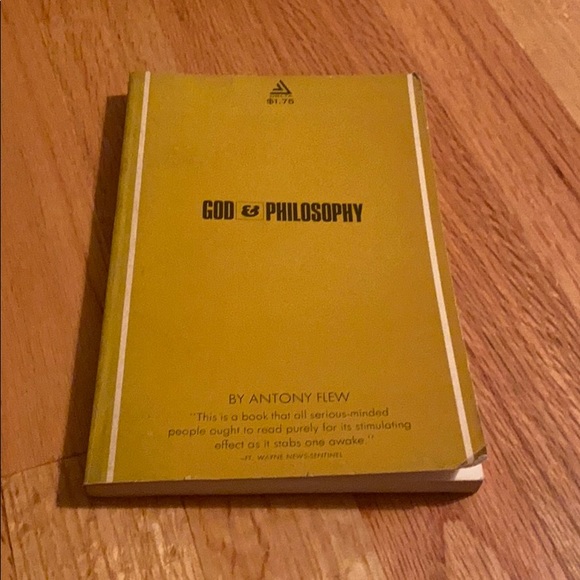 $1.75
GOD & PHILOSOPHY
BY ANTONY FLEW
"This is a book that all serious-minded
people ought to read purely for its stimulating
effect as it stabs one awake."
—FT. WAYNE NEWS-SENTINEL